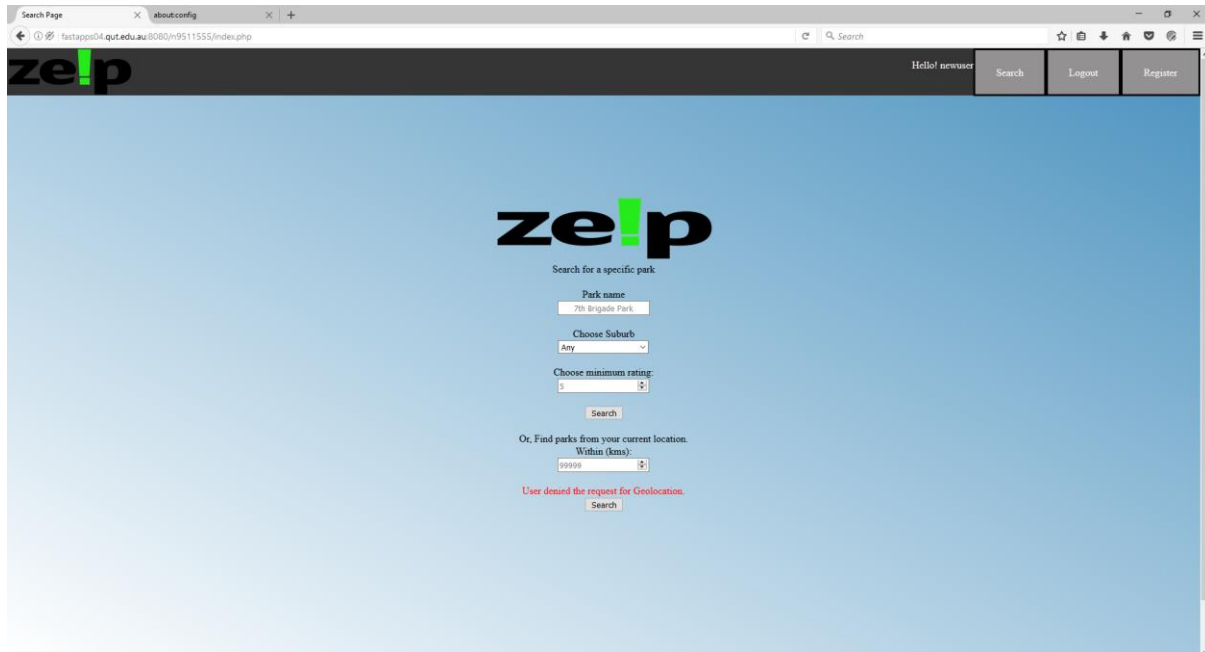 Search Page
about:config
fastapps04.qut.edu.au:8080/n9511555/index.php
Search
ze!p
Hello! newuser
Search
Logout
Register
ze!p
Search for a specific park
Park name
7th Brigade Park
Choose Suburb
Any
Choose minimum rating:
5
Search
Or, Find parks from your current location.
Within (kms):
99999
User denied the request for Geolocation.
Search